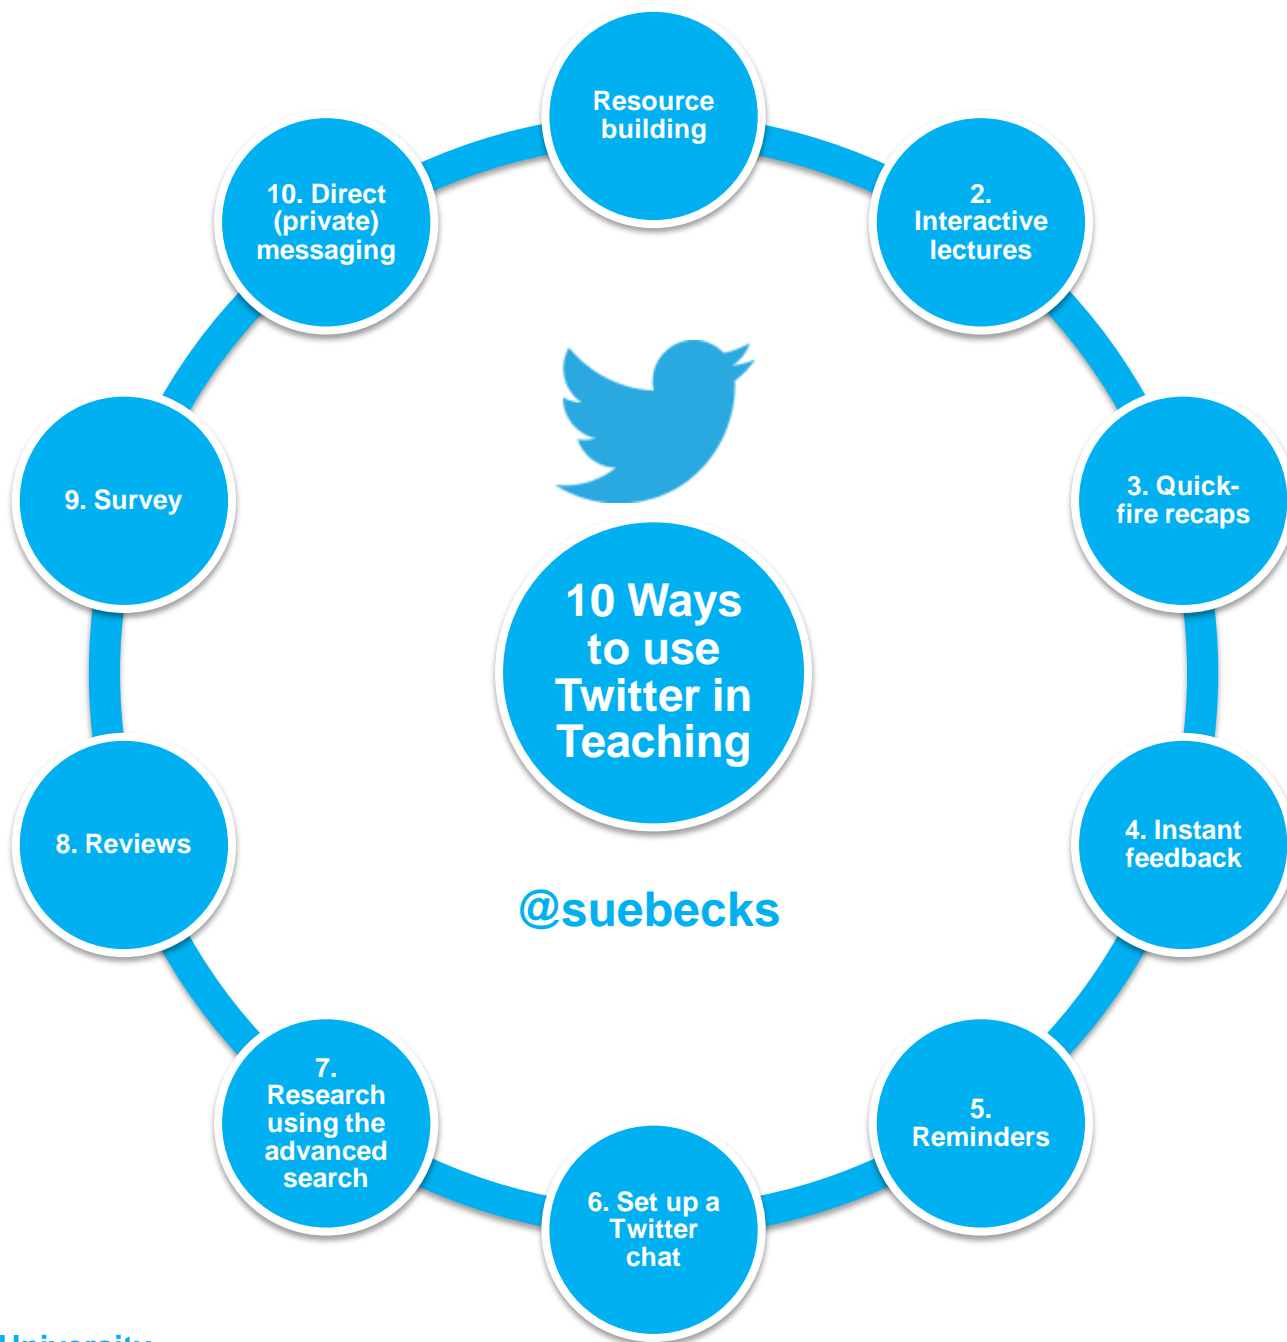 Resource
building
2.
Interactive
lectures
3. Quick-
fire recaps
4. Instant
feedback
5.
Reminders
6. Set up a
Twitter
chat
7.
Research
using the
advanced
search
8. Reviews
9. Survey
10. Direct
(private)
messaging
10 Ways
to use
Twitter in
Teaching
@suebecks
University